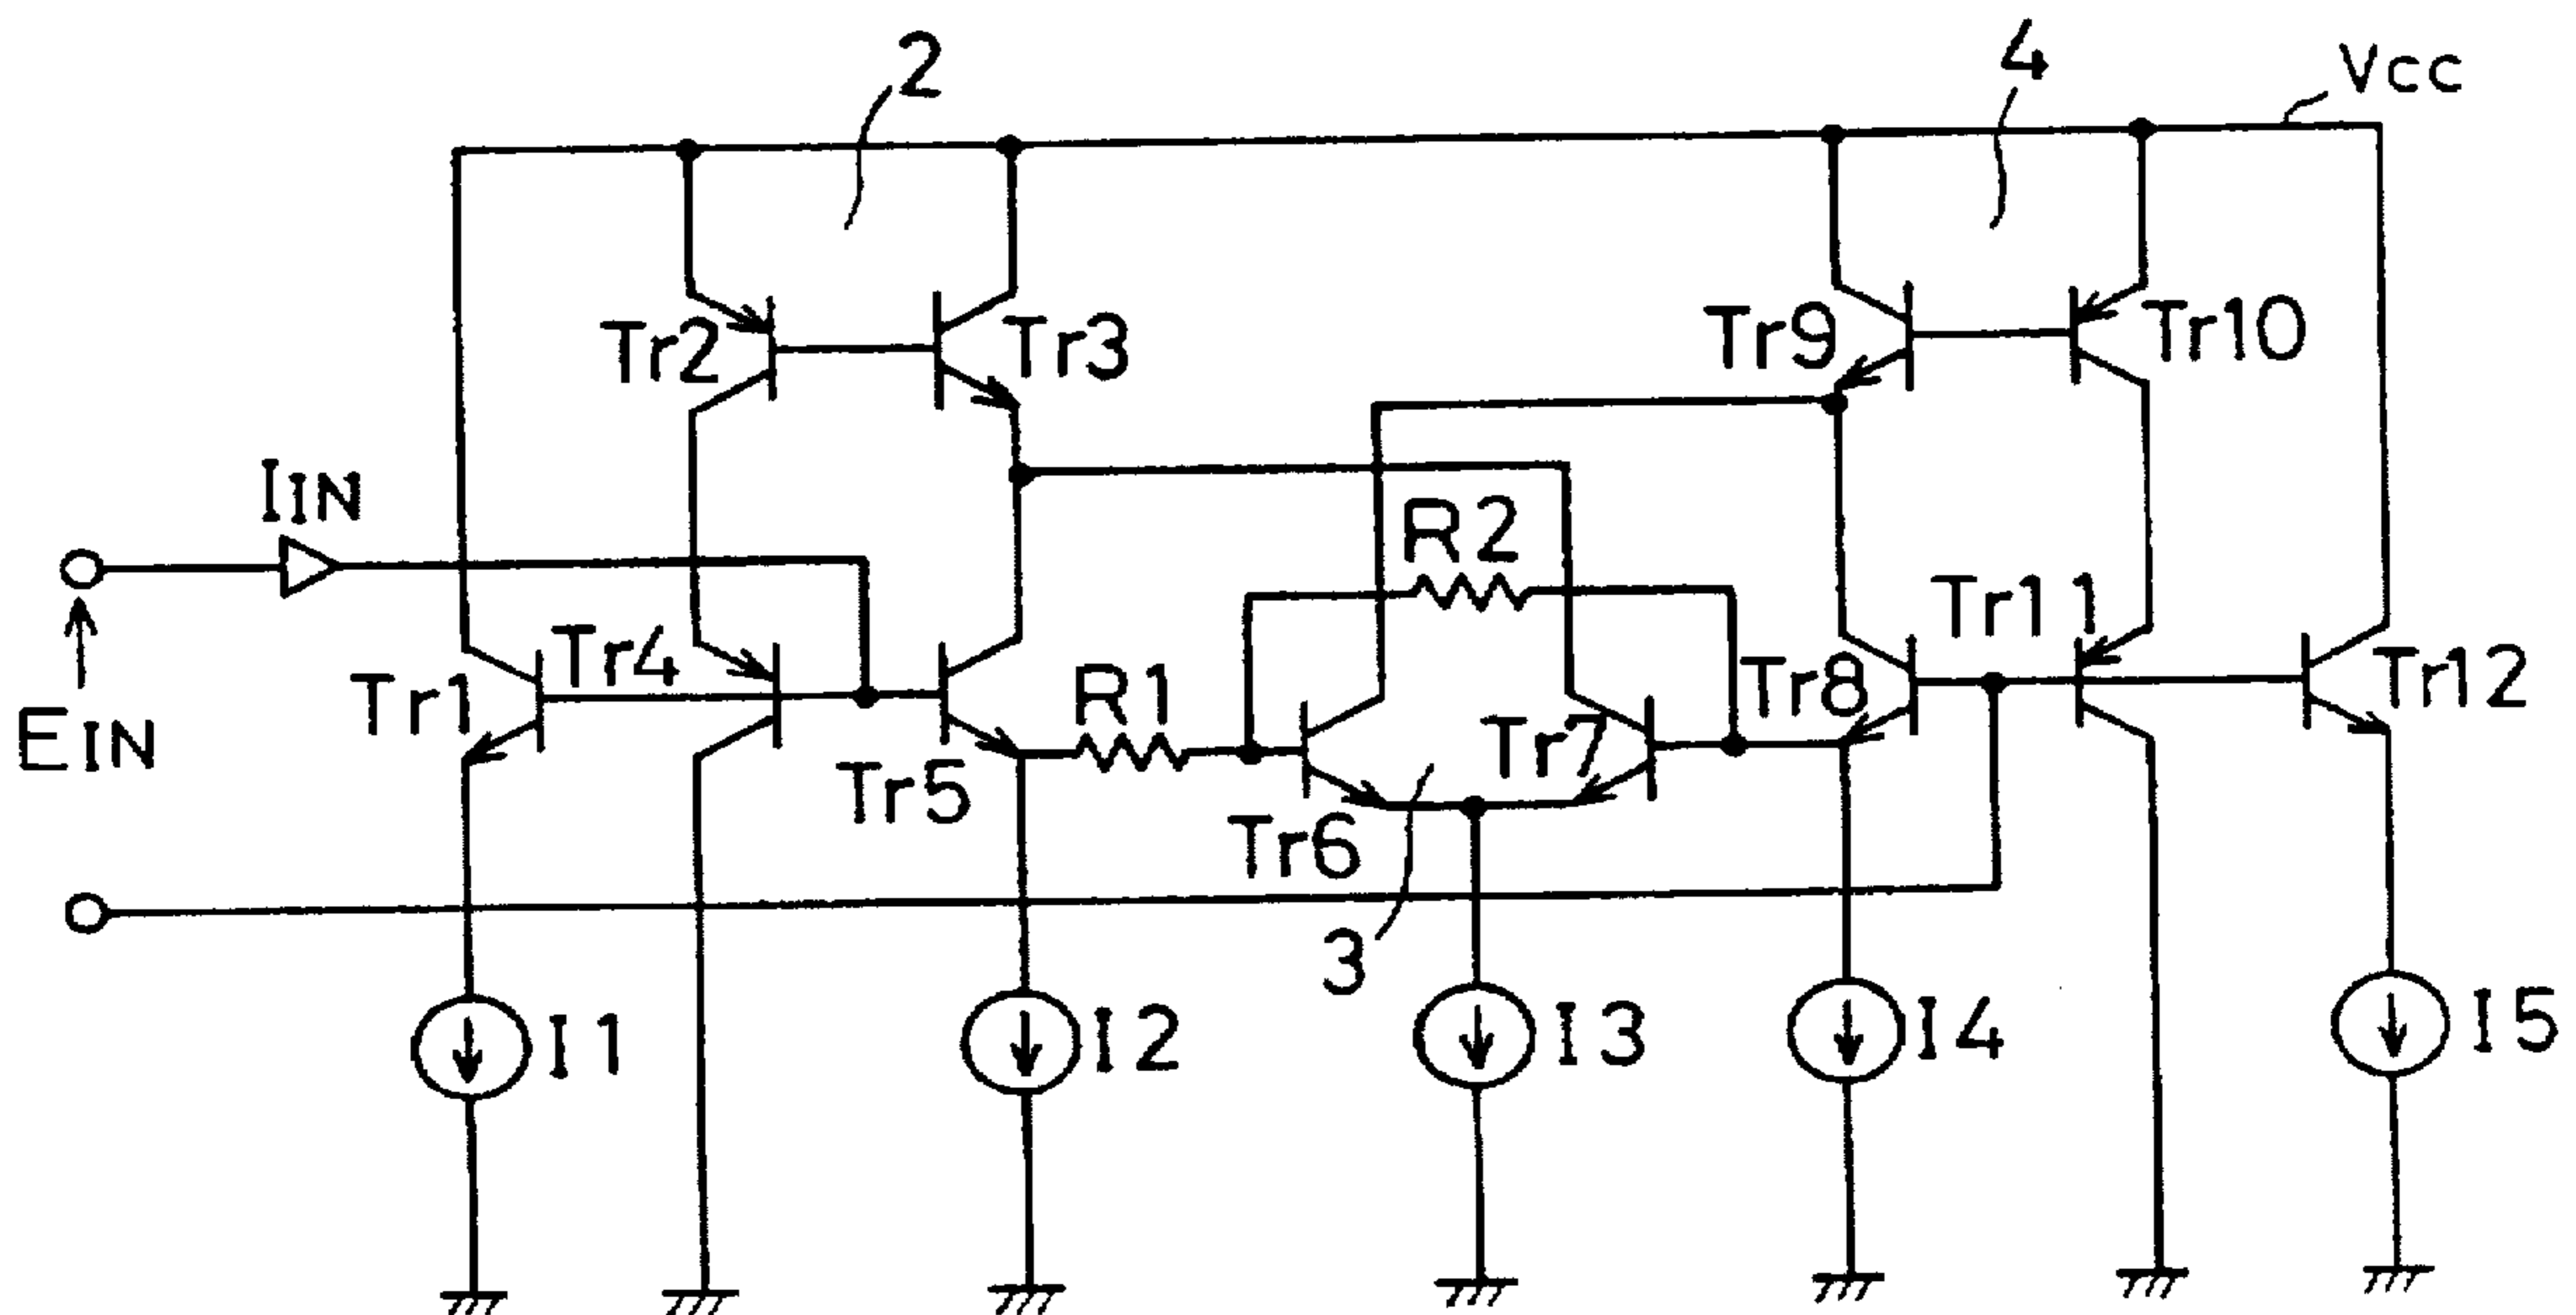 2
4
Vcc
Tr2
Tr3
Tr9
Tr10
IIN
R2
Tr4
Tr11
Tr1
R1
Tr8
Tr7
Tr12
EIN
Tr5
Tr6
3
I1
I2
I3
I4
I5